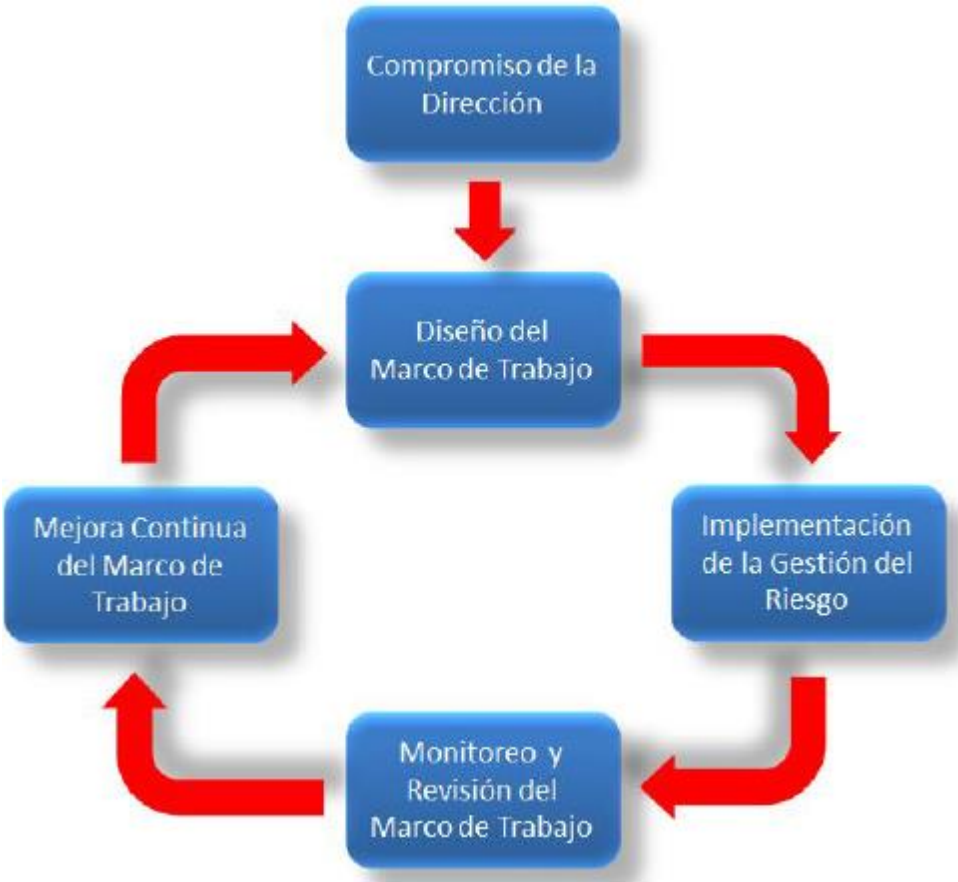 Compromiso de la
Dirección
Diseño del
Marco de Trabajo
Implementación
de la Gestión del
Riesgo
Monitoreo y
Revisión del
Marco de Trabajo
Mejora Continua
del Marco de
Trabajo